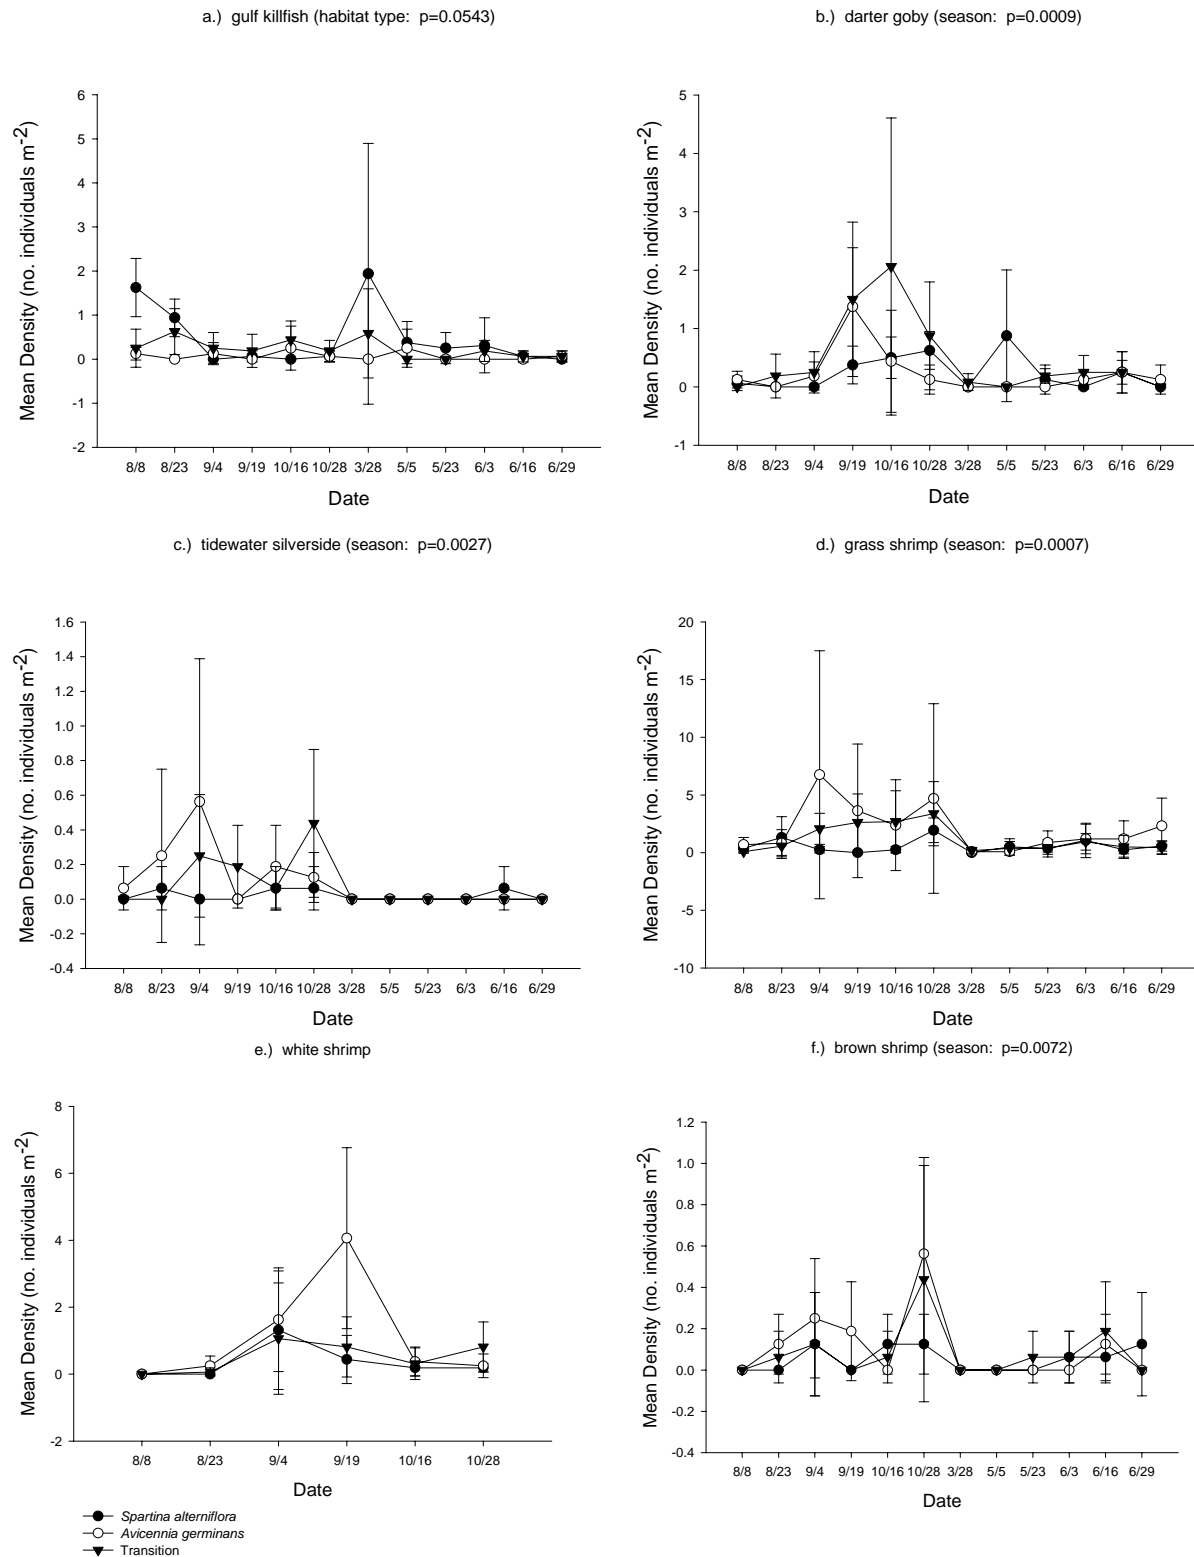 a.) gulf killfish (habitat type: p=0.0543)
b.) darter goby (season: p=0.0009)
Mean Density (no. individuals m-2)
6
5
4
3
2
1
0
-1
-2
8/8 8/23 9/4 9/19 10/16 10/28 3/28 5/5 5/23 6/3 6/16 6/29
Date
Mean Density (no. individuals m-2)
5
4
3
2
1
0
-1
8/8 8/23 9/4 9/19 10/16 10/28 3/28 5/5 5/23 6/3 6/16 6/29
Date
c.) tidewater silverside (season: p=0.0027)
d.) grass shrimp (season: p=0.0007)
Mean Density (no. individuals m-2)
1.6
1.4
1.2
1.0
0.8
0.6
0.4
0.2
0.0
-0.2
-0.4
8/8 8/23 9/4 9/19 10/16 10/28 3/28 5/5 5/23 6/3 6/16 6/29
Date
Mean Density (no. individuals m-2)
20
15
10
5
0
-5
-10
8/8 8/23 9/4 9/19 10/16 10/28 3/28 5/5 5/23 6/3 6/16 6/29
Date
e.) white shrimp
f.) brown shrimp (season: p=0.0072)
Mean Density (no. individuals m-2)
8
6
4
2
0
-2
8/8 8/23 9/4 9/19 10/16 10/28
Date
Mean Density (no. individuals m-2)
1.2
1.0
0.8
0.6
0.4
0.2
0.0
-0.2
-0.4
8/8 8/23 9/4 9/19 10/16 10/28 3/28 5/5 5/23 6/3 6/16 6/29
Date
Spartina alterniflora
Avicennia germinans
Transition